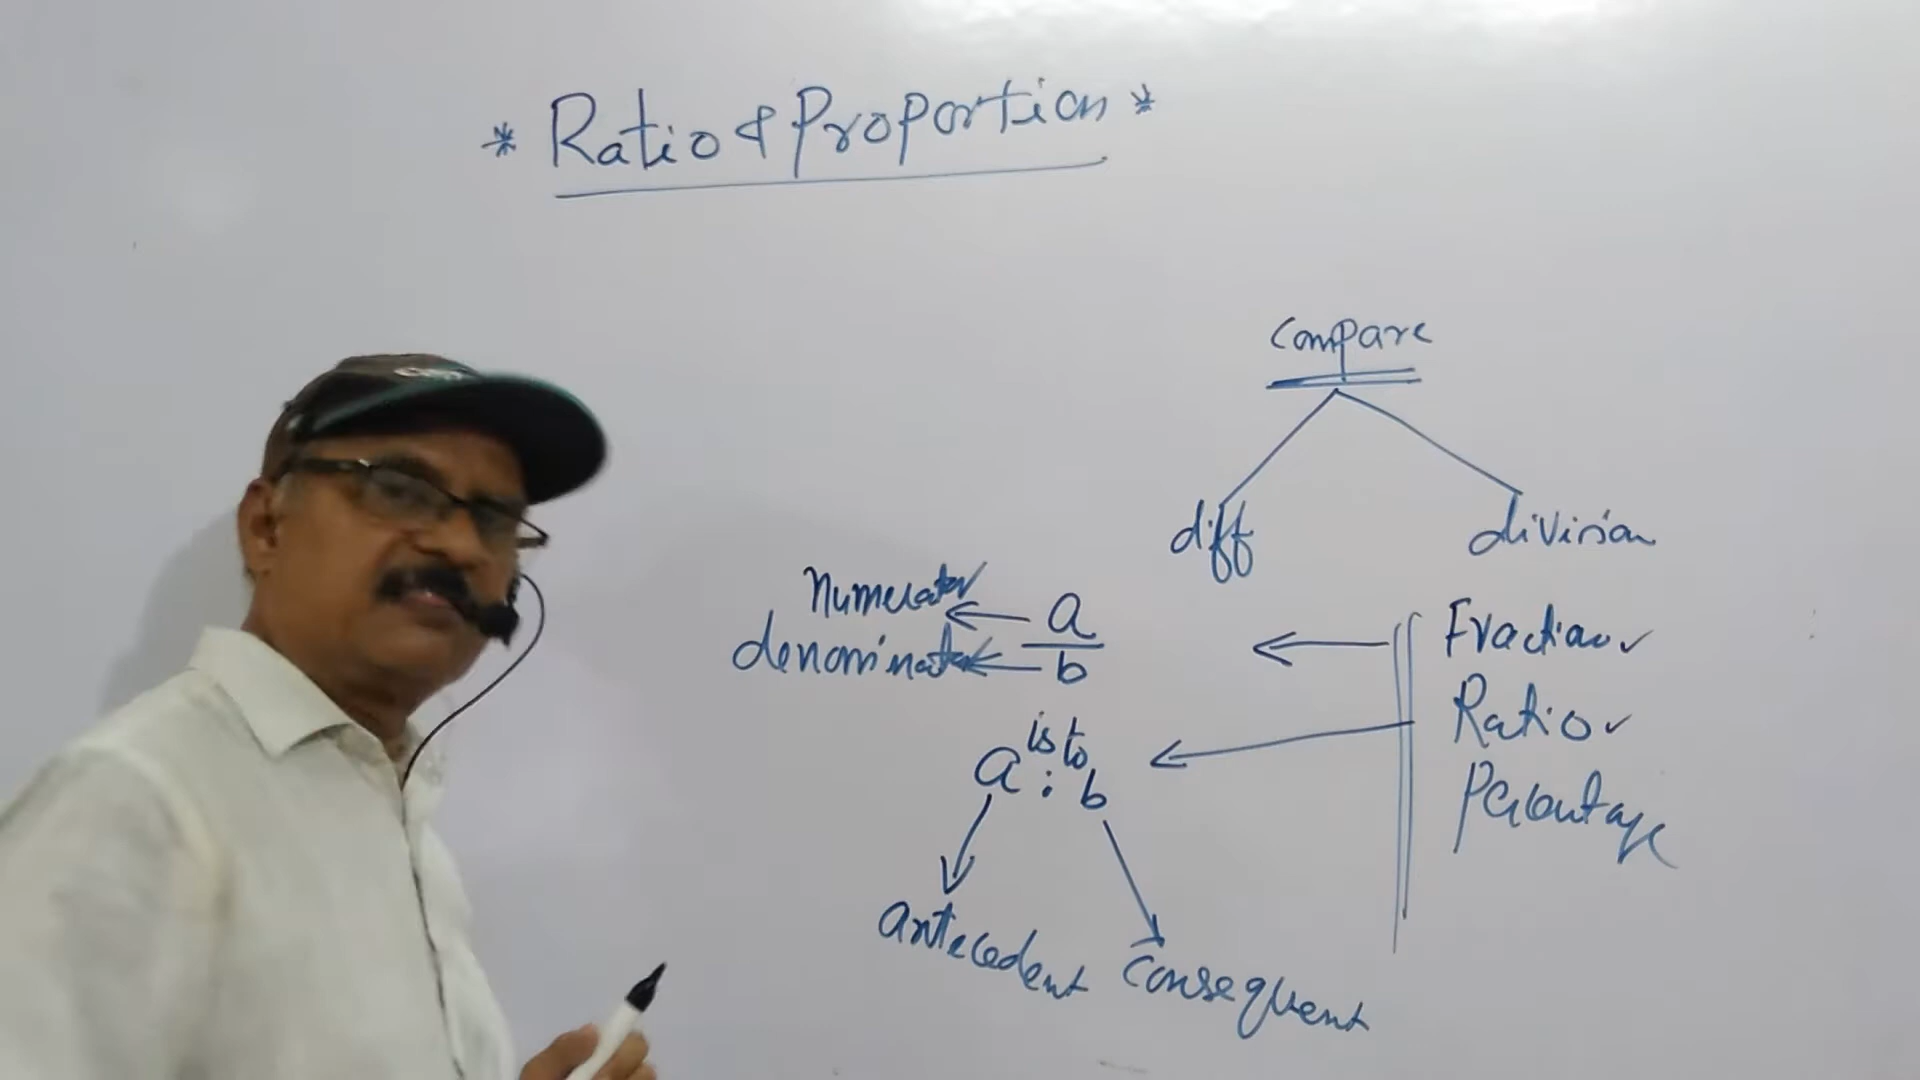 * Ratio & Proportion *
Compare
diff division
Numerator ← a
denominator ← b
Fraction ✓
Ratio ✓
Percentage
is to
a : b
antecedent consequent